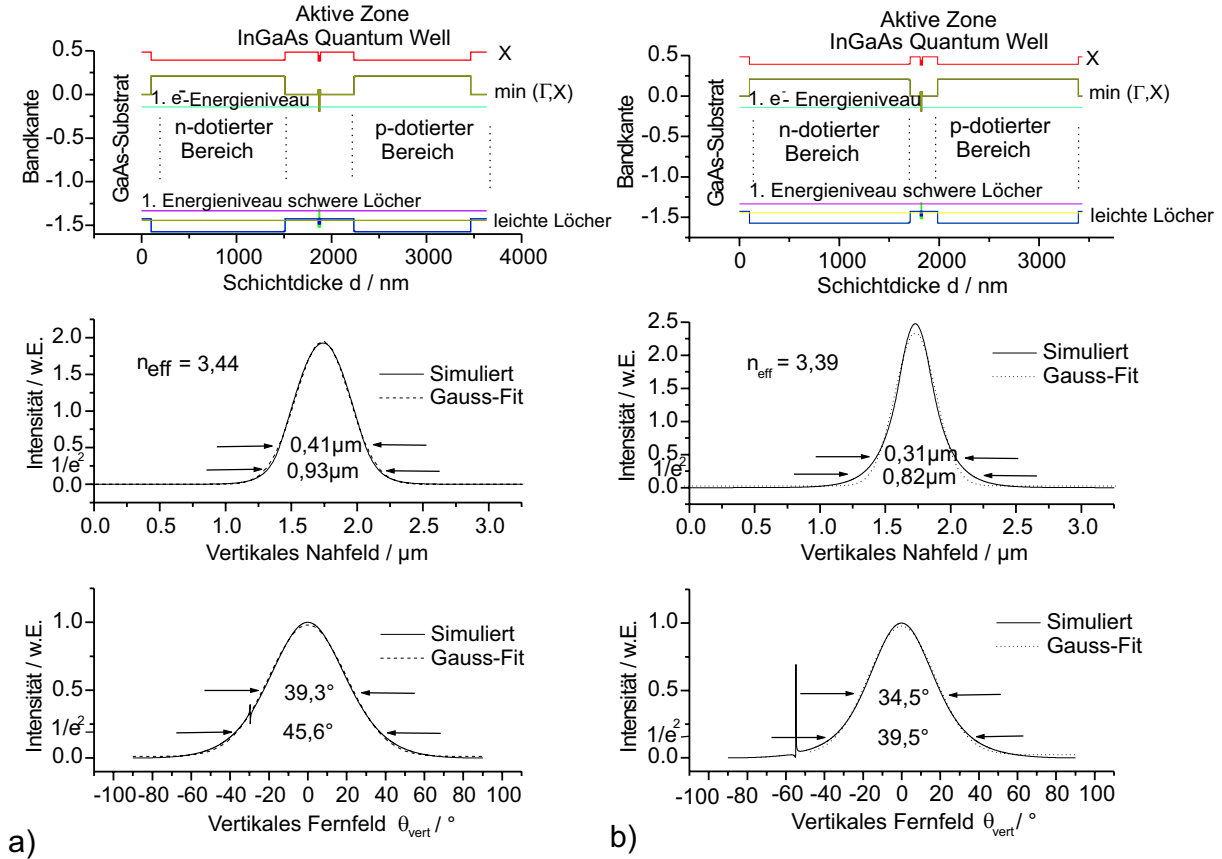 Aktive Zone
InGaAs Quantum Well
0.5
0.0
-0.5
-1.0
-1.5
Bandkante
GaAs-Substrat
X
min (Γ,X)
1. e⁻-Energieniveau
n-dotierter
Bereich
p-dotierter
Bereich
1. Energieniveau schwere Löcher
leichte Löcher
0 1000 2000 3000 4000
Schichtdicke d / nm
Intensität / w.E.
2.0
1.5
1.0
0.5
1/e²
0.0
n_eff = 3,44
Simuliert
Gauss-Fit
0,41µm
0,93µm
0.0 0.5 1.0 1.5 2.0 2.5 3.0
Vertikales Nahfeld / µm
Intensität / w.E.
1.0
0.5
1/e²
0.0
Simuliert
Gauss-Fit
39,3°
45,6°
-100 -80 -60 -40 -20 0 20 40 60 80 100
Vertikales Fernfeld θ_vert / °
a)
Aktive Zone
InGaAs Quantum Well
0.5
0.0
-0.5
-1.0
-1.5
Bandkante
GaAs-Substrat
X
min (Γ,X)
1. e⁻- Energieniveau
n-dotierter
Bereich
p-dotierter
Bereich
1. Energieniveau schwere Löcher
leichte Löcher
0 1000 2000 3000
Schichtdicke d / nm
Intensität / w.E.
2.5
2.0
1.5
1.0
0.5
1/e²
0.0
n_eff = 3,39
Simuliert
Gauss-Fit
0,31µm
0,82µm
0.0 0.5 1.0 1.5 2.0 2.5 3.0
Vertikales Nahfeld / µm
Intensität / w.E.
1.0
0.5
1/e²
0.0
Simuliert
Gauss-Fit
34,5°
39,5°
-100 -80 -60 -40 -20 0 20 40 60 80 100
Vertikales Fernfeld θ_vert / °
b)